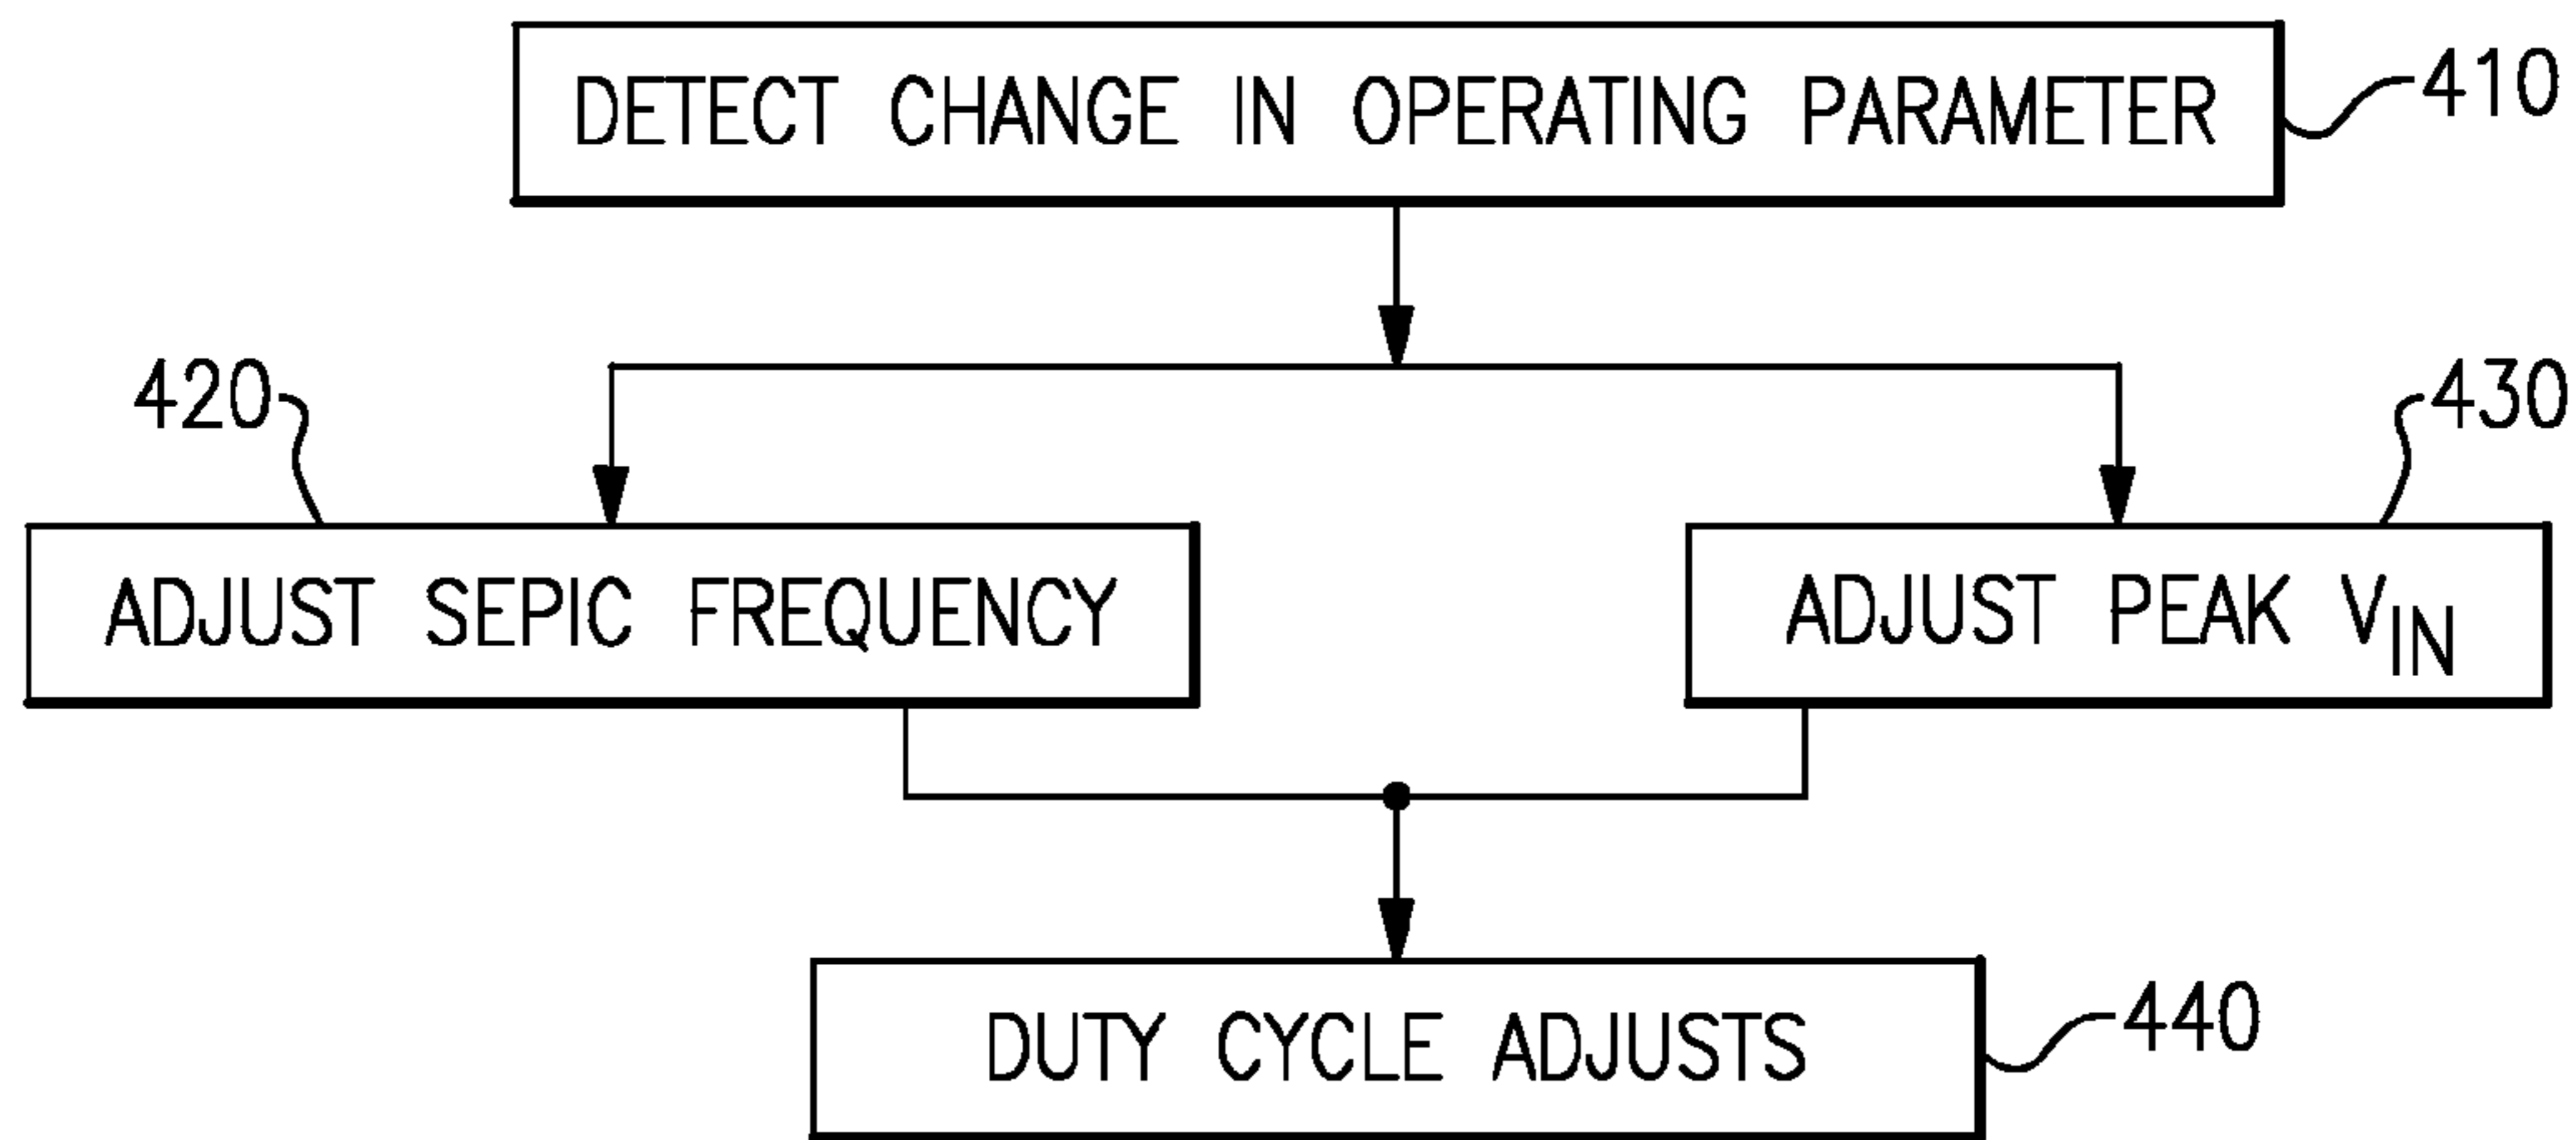 DETECT CHANGE IN OPERATING PARAMETER
410
420
430
ADJUST SEPIC FREQUENCY
ADJUST PEAK VIN
DUTY CYCLE ADJUSTS
440